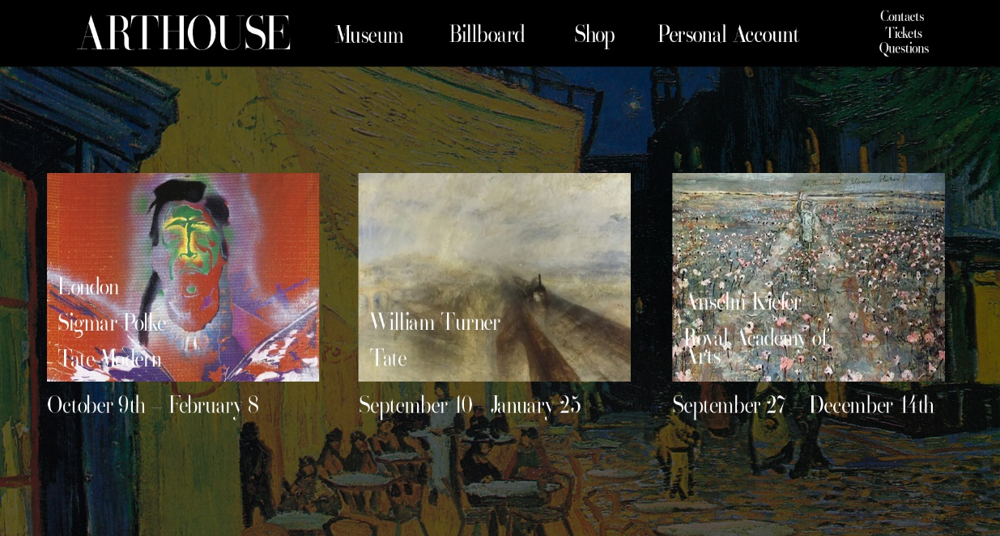 ARTHOUSE
Museum
Billboard
Shop
Personal Account
Contacts
Tickets
Questions
London
Sigmar Polke
Tate Modern
October 9th – February 8
William Turner
Tate
September 10 - January 25
Anselm Kiefer
Royal Academy of
Arts
September 27 – December 14th